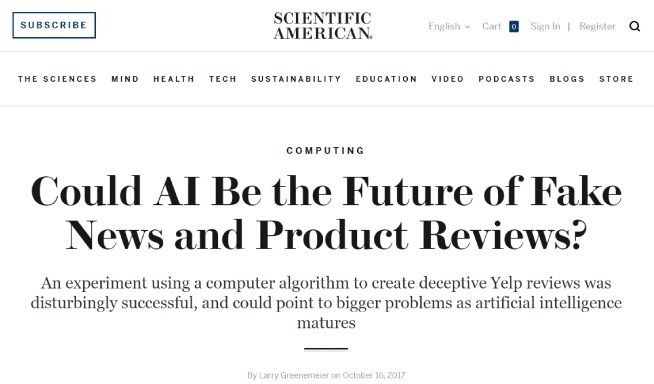 SUBSCRIBE
SCIENTIFIC
AMERICAN®
English Cart 0 Sign In | Register
THE SCIENCES MIND HEALTH TECH SUSTAINABILITY EDUCATION VIDEO PODCASTS BLOGS STORE
COMPUTING
Could AI Be the Future of Fake
News and Product Reviews?
An experiment using a computer algorithm to create deceptive Yelp reviews was
disturbingly successful, and could point to bigger problems as artificial intelligence
matures
By Larry Greenemeier on October 16, 2017